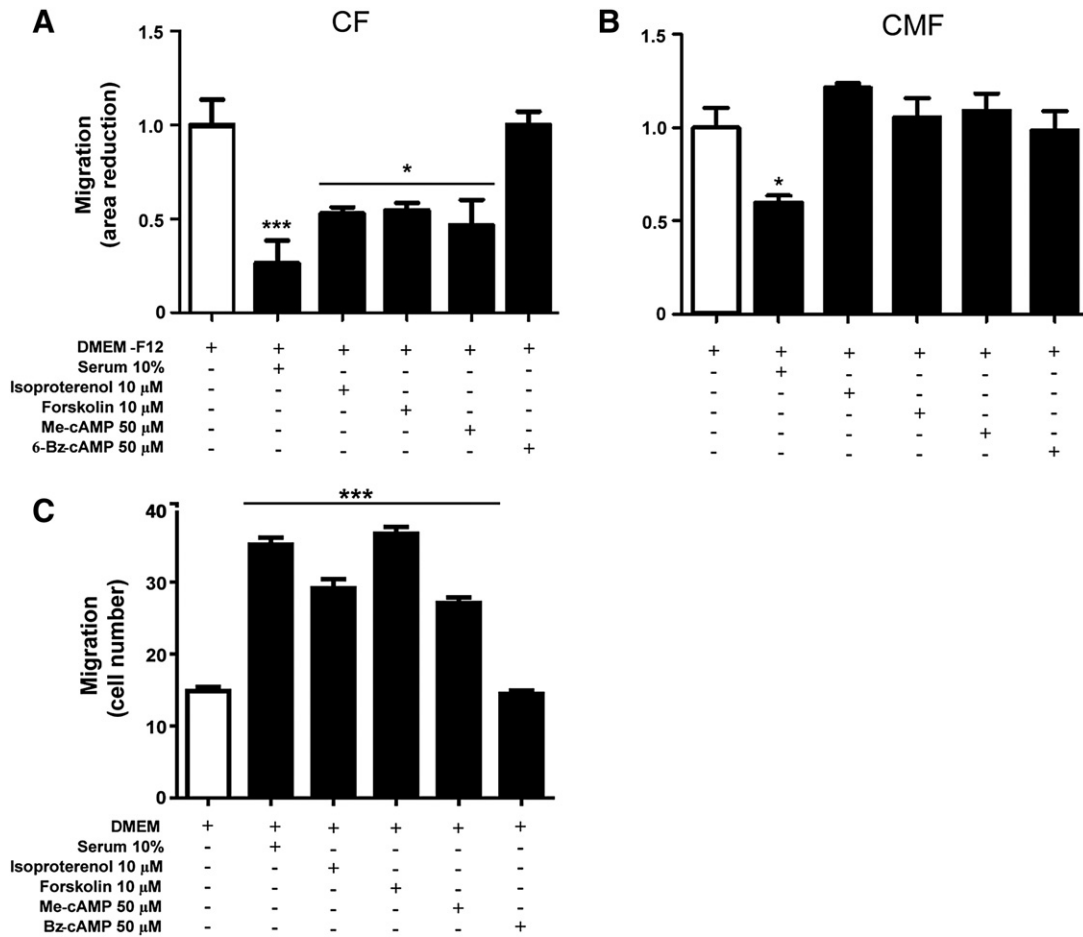 A CF
1.5
1.0
0.5
0
Migration
(area reduction)
***
*
DMEM -F12 + + + + + +
Serum 10% - + - - - -
Isoproterenol 10 μM - - + - - -
Forskolin 10 μM - - - + - -
Me-cAMP 50 μM - - - - + -
6-Bz-cAMP 50 μM - - - - - +
B CMF
1.5
1.0
0.5
0
*
+ + + + + +
- + - - - -
- - + - - -
- - - + - -
- - - - + -
- - - - - +
C
40
30
20
10
0
Migration
(cell number)
***
DMEM + + + + + +
Serum 10% - + - - - -
Isoproterenol 10 μM - - + - - -
Forskolin 10 μM - - - + - -
Me-cAMP 50 μM - - - - + -
Bz-cAMP 50 μM - - - - - +